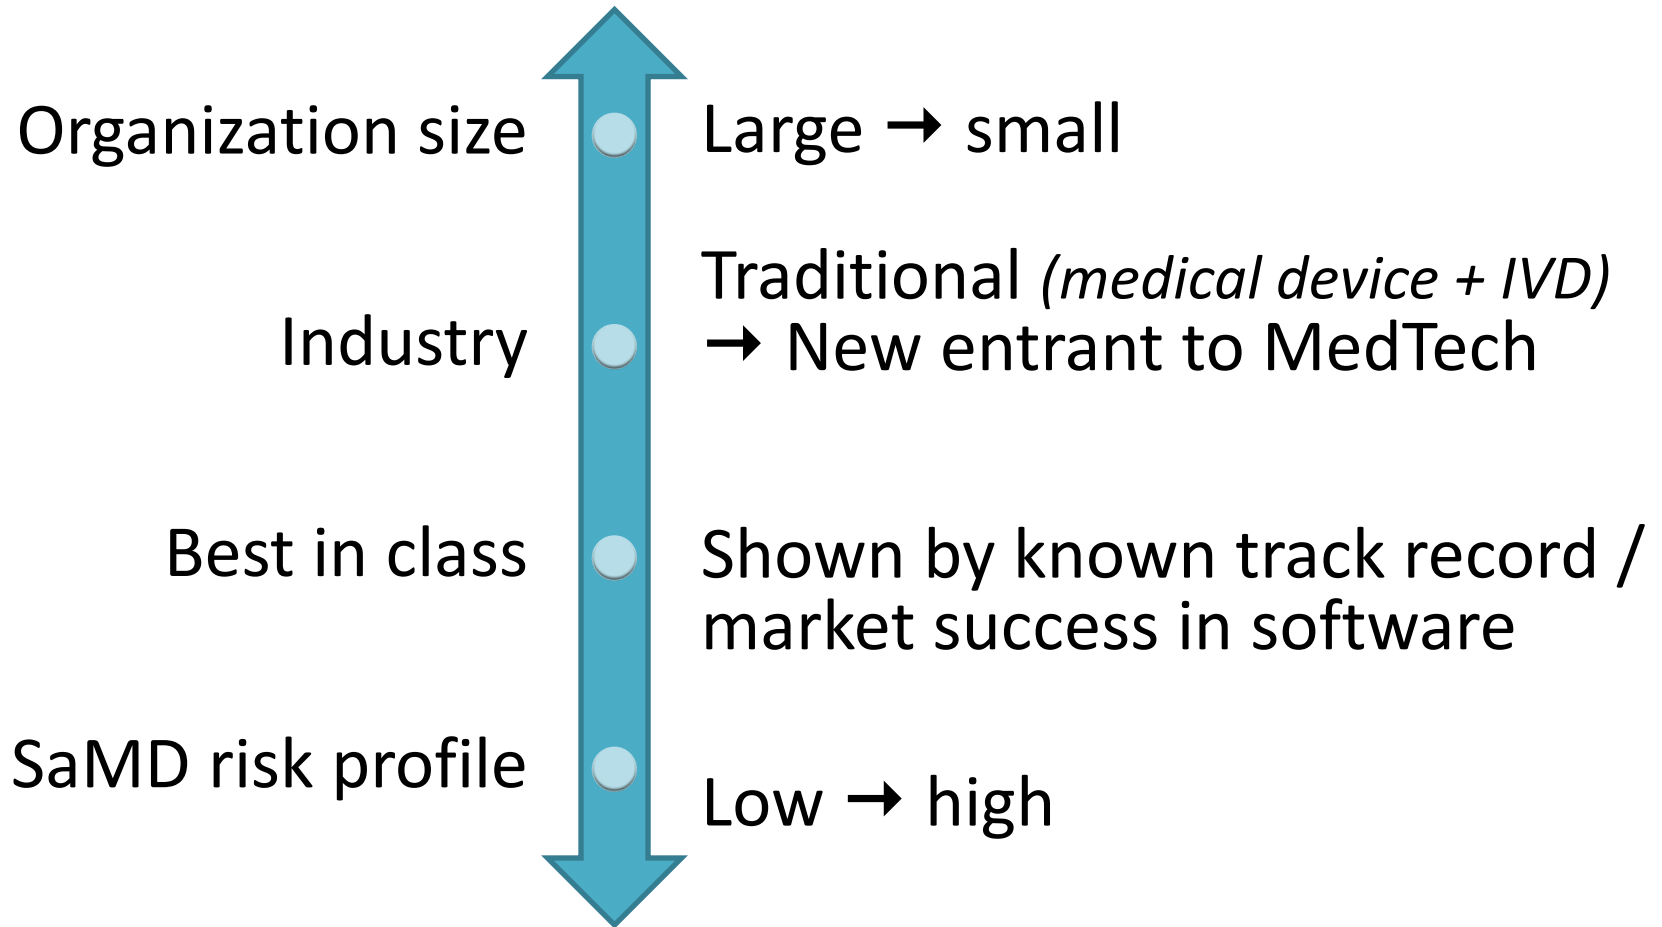 Organization size
Large → small
Industry
Traditional (medical device + IVD)
→ New entrant to MedTech
Best in class
Shown by known track record /
market success in software
SaMD risk profile
Low → high